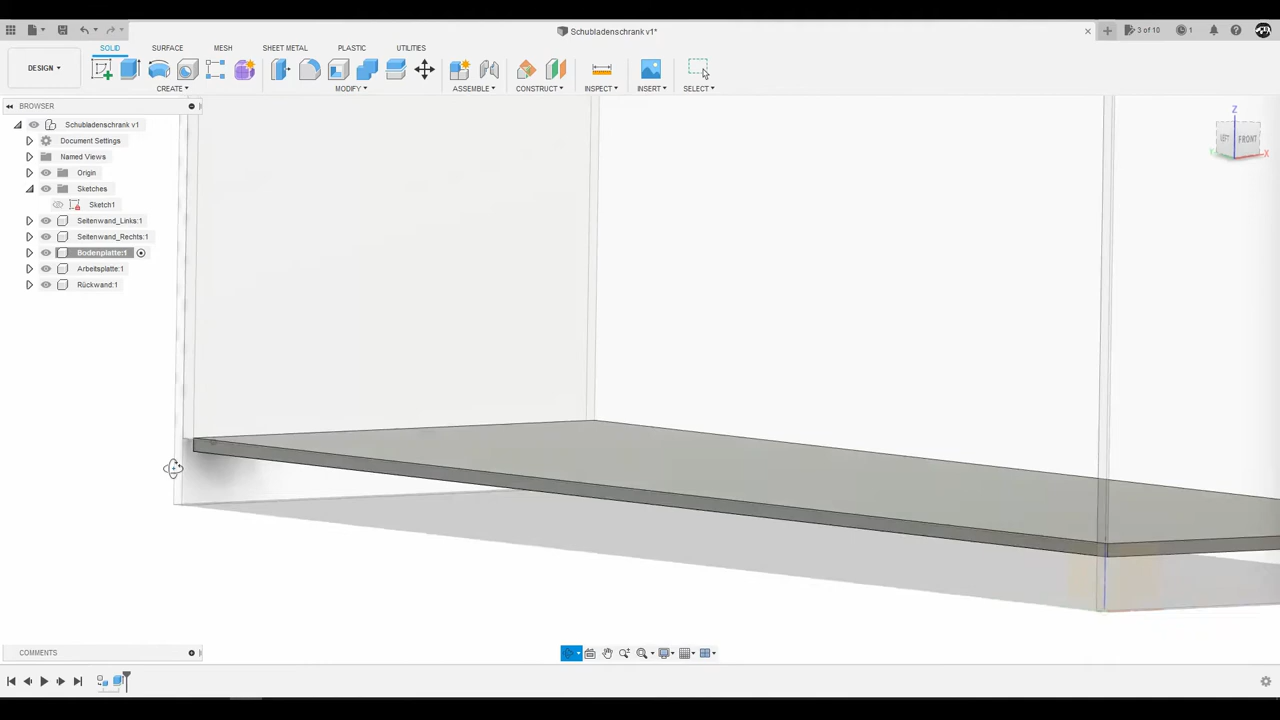 Schubladenschrank v1*
3 of 10
1
DESIGN
SOLID
SURFACE
MESH
SHEET METAL
PLASTIC
UTILITIES
CREATE
MODIFY
ASSEMBLE
CONSTRUCT
INSPECT
INSERT
SELECT
BROWSER
Schubladenschrank v1
Document Settings
Named Views
Origin
Sketches
Sketch1
Seitenwand_Links:1
Seitenwand_Rechts:1
Bodenplatte:1
Arbeitsplatte:1
Rückwand:1
Z
LEFT
FRONT
Y
X
COMMENTS